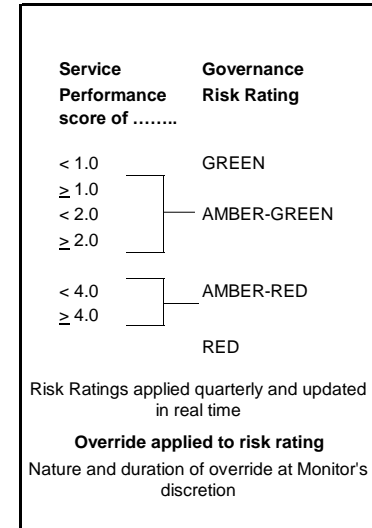 Service Governance
Performance Risk Rating
score of ……..
< 1.0 GREEN
≥ 1.0
< 2.0 AMBER-GREEN
≥ 2.0
< 4.0 AMBER-RED
≥ 4.0
RED
Risk Ratings applied quarterly and updated
in real time
Override applied to risk rating
Nature and duration of override at Monitor's
discretion